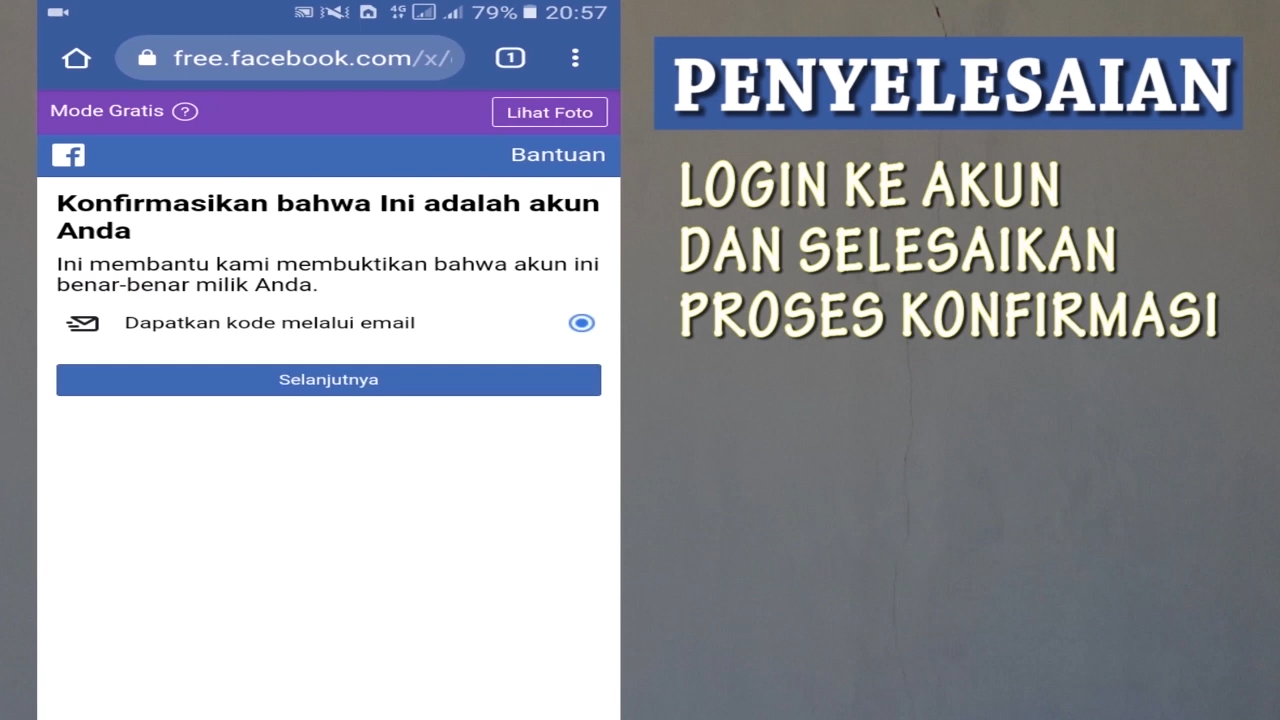 4G 79% 20:57
free.facebook.com/x/
1
Mode Gratis ? Lihat Foto
f Bantuan
Konfirmasikan bahwa Ini adalah akun
Anda
Ini membantu kami membuktikan bahwa akun ini
benar-benar milik Anda.
Dapatkan kode melalui email
Selanjutnya
PENYELESAIAN
LOGIN KE AKUN
DAN SELESAIKAN
PROSES KONFIRMASI